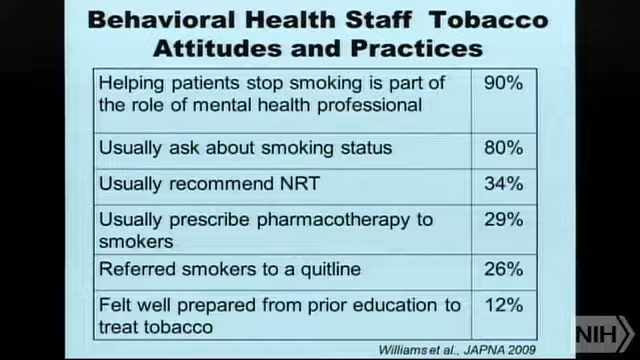 Behavioral Health Staff Tobacco
Attitudes and Practices
Helping patients stop smoking is part of
the role of mental health professional
90%
Usually ask about smoking status
80%
Usually recommend NRT
34%
Usually prescribe pharmacotherapy to
smokers
29%
Referred smokers to a quitline
26%
Felt well prepared from prior education to
treat tobacco
12%
Williams et al., JAPNA 2009
NIH